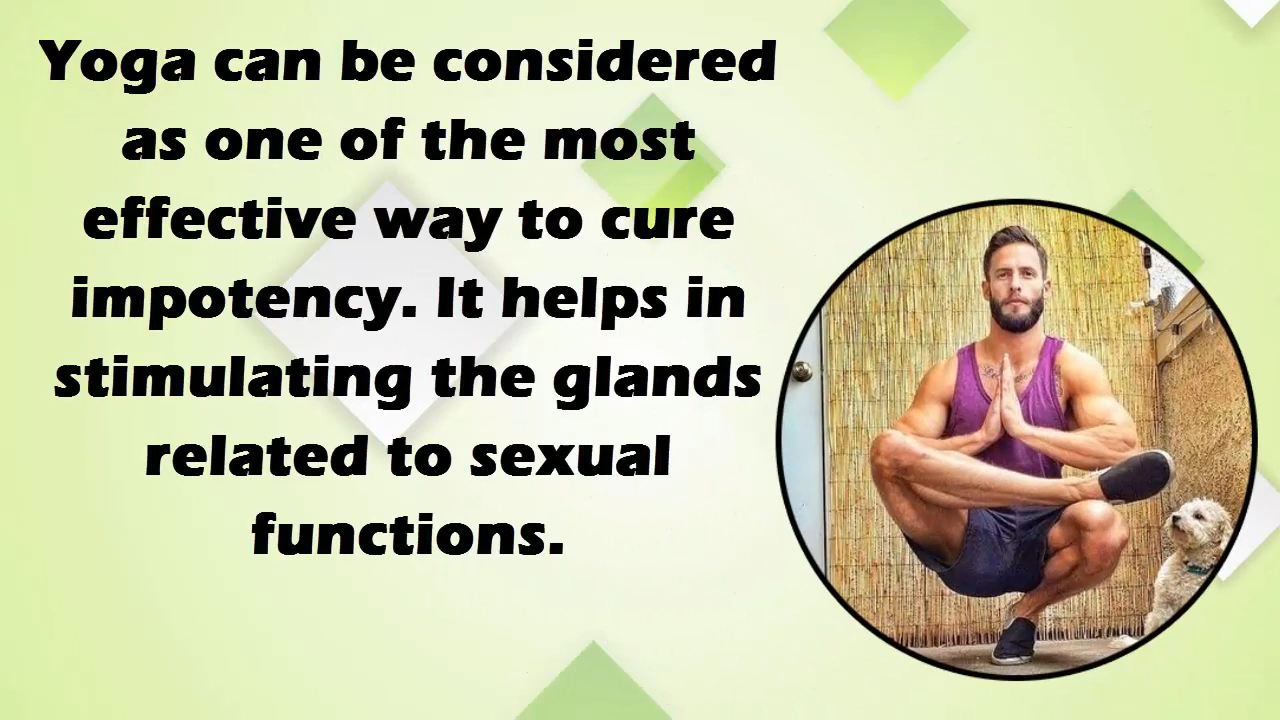 Yoga can be considered
as one of the most
effective way to cure
impotency. It helps in
stimulating the glands
related to sexual
functions.